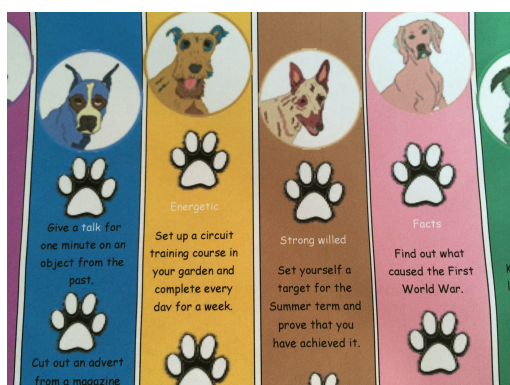 Give a talk for
one minute on an
object from the
past.
Cut out an advert
from a magazine
Energetic
Set up a circuit
training course in
your garden and
complete every
day for a week.
Strong willed
Set yourself a
target for the
Summer term and
prove that you
have achieved it.
Facts
Find out what
caused the First
World War.